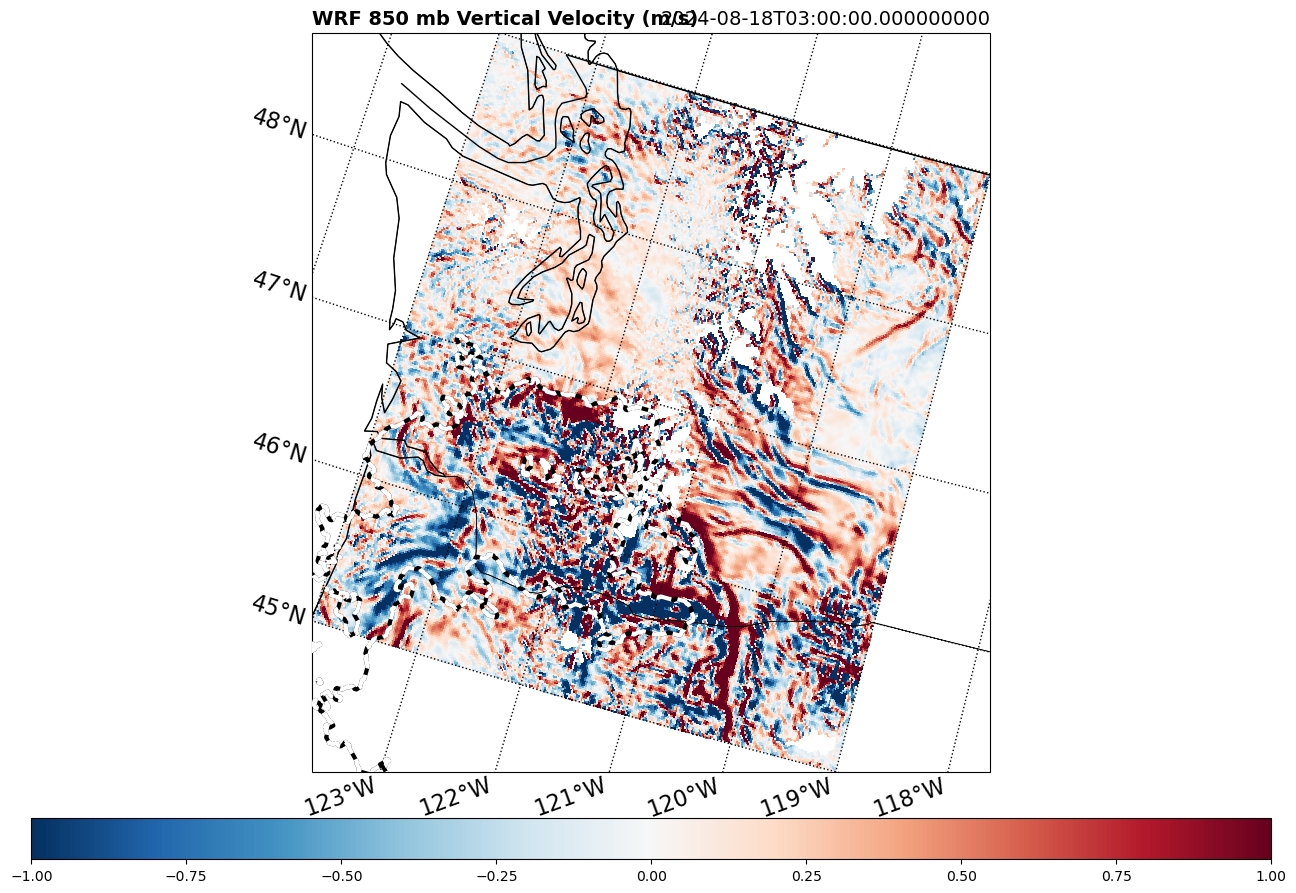 WRF 850 mb Vertical Velocity (m/s) 2024-08-18T03:00:00.000000000
48°N
47°N
46°N
45°N
123°W 122°W 121°W 120°W 119°W 118°W
−1.00 −0.75 −0.50 −0.25 0.00 0.25 0.50 0.75 1.00